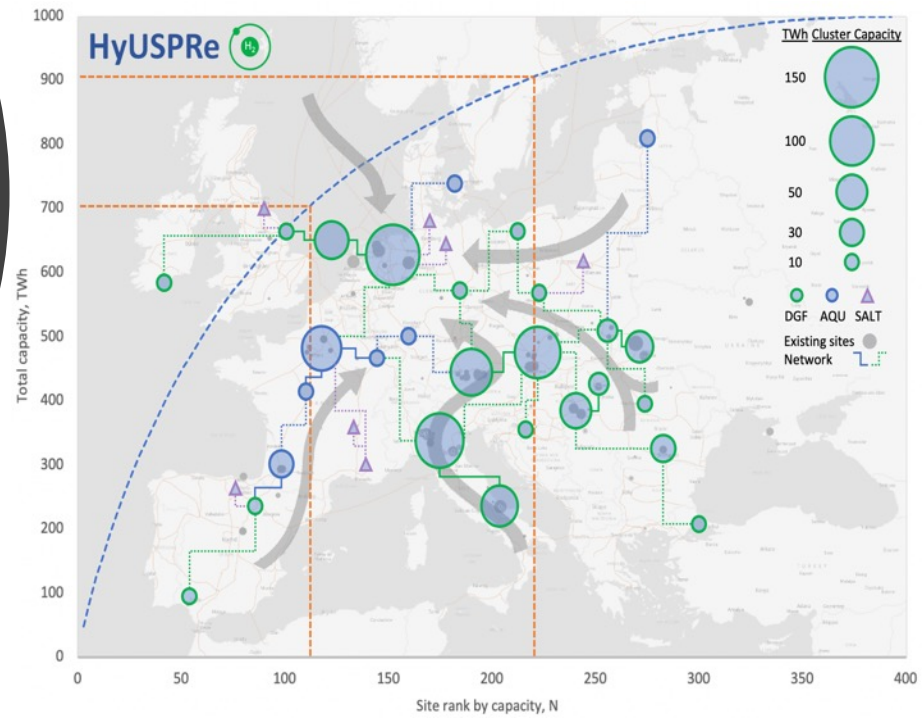 HyUSPRe
H₂
TWh Cluster Capacity
150
100
50
30
10
DGF AQU SALT
Existing sites
Network
Total capacity, TWh
1000
900
800
700
600
500
400
300
200
100
0
0 50 100 150 200 250 300 350 400
Site rank by capacity, N